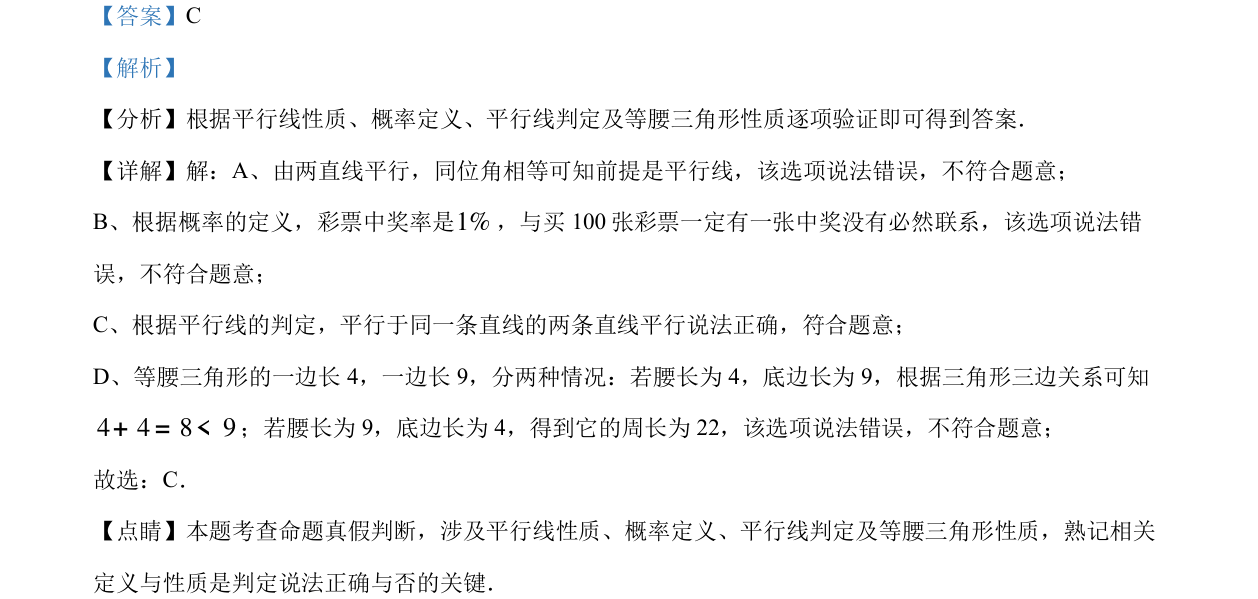 【答案】C
【解析】
【分析】根据平行线性质、概率定义、平行线判定及等腰三角形性质逐项验证即可得到答案．
【详解】解：A、由两直线平行，同位角相等可知前提是平行线，该选项说法错误，不符合题意；
B、根据概率的定义，彩票中奖率是1%，与买 100 张彩票一定有一张中奖没有必然联系，该选项说法错
误，不符合题意；
C、根据平行线的判定，平行于同一条直线的两条直线平行说法正确，符合题意；
D、等腰三角形的一边长 4，一边长 9，分两种情况：若腰长为 4，底边长为 9，根据三角形三边关系可知
4+ 4= 8< 9；若腰长为 9，底边长为 4，得到它的周长为 22，该选项说法错误，不符合题意；
故选：C．
【点睛】本题考查命题真假判断，涉及平行线性质、概率定义、平行线判定及等腰三角形性质，熟记相关
定义与性质是判定说法正确与否的关键．